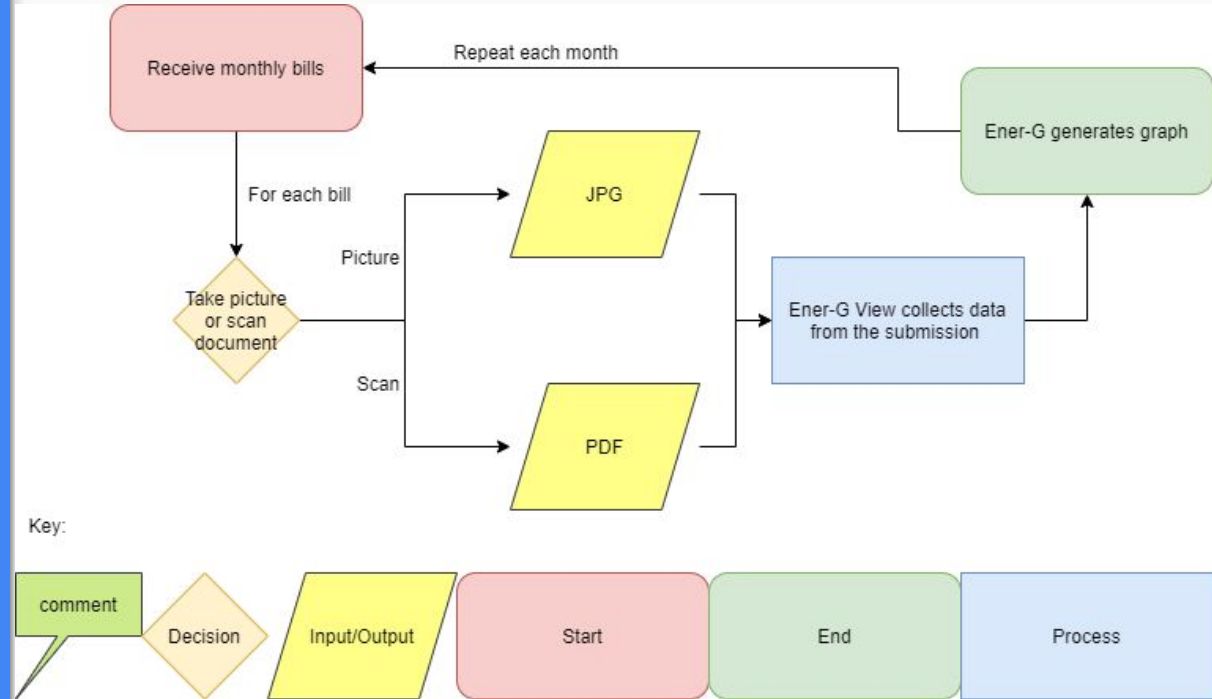 Receive monthly bills
Repeat each month
Ener-G generates graph
For each bill
JPG
Picture
Take picture
or scan
document
Ener-G View collects data
from the submission
Scan
PDF
Key:
comment
Decision
Input/Output
Start
End
Process